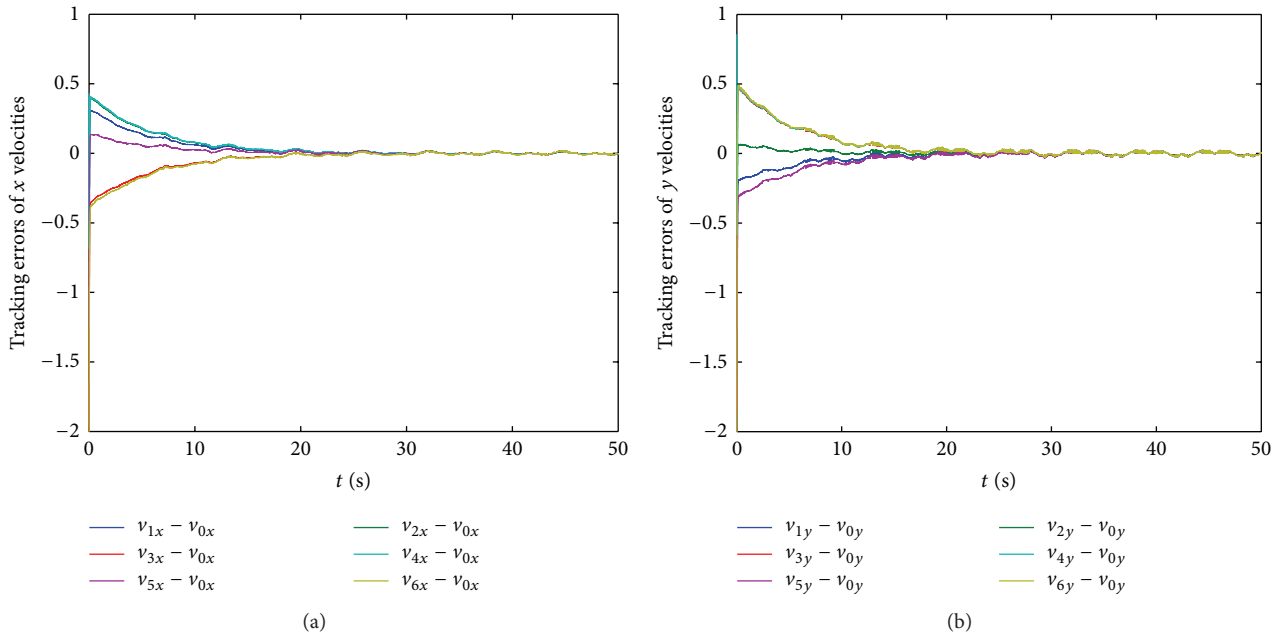 1
0.5
0
−0.5
−1
−1.5
−2
Tracking errors of x velocities
0 10 20 30 40 50
t (s)
v1x − v0x
v2x − v0x
v3x − v0x
v4x − v0x
v5x − v0x
v6x − v0x
(a)
1
0.5
0
−0.5
−1
−1.5
−2
Tracking errors of y velocities
0 10 20 30 40 50
t (s)
v1y − v0y
v2y − v0y
v3y − v0y
v4y − v0y
v5y − v0y
v6y − v0y
(b)